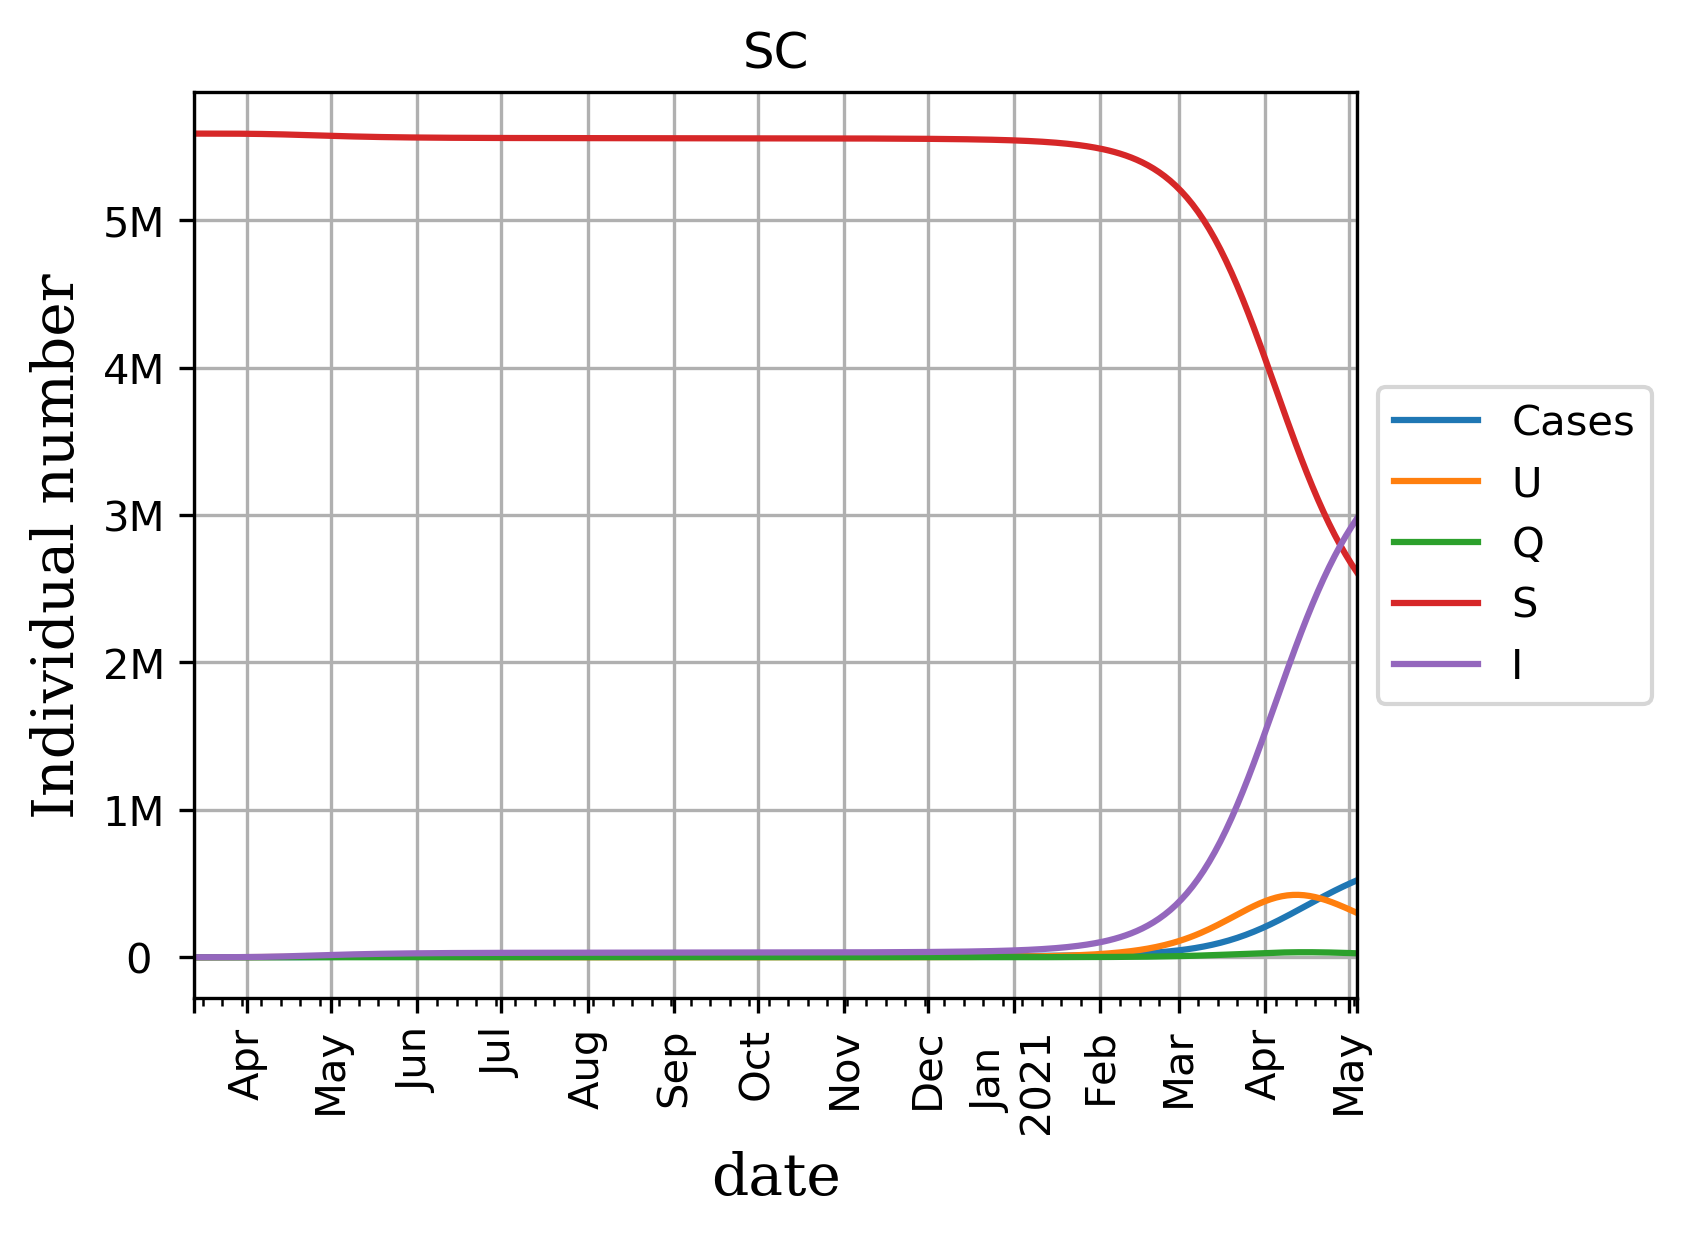 SC
Individual number
5M
4M
3M
2M
1M
0
Apr
May
Jun
Jul
Aug
Sep
Oct
Nov
Dec
Jan
2021
Feb
Mar
Apr
May
date
Cases
U
Q
S
I